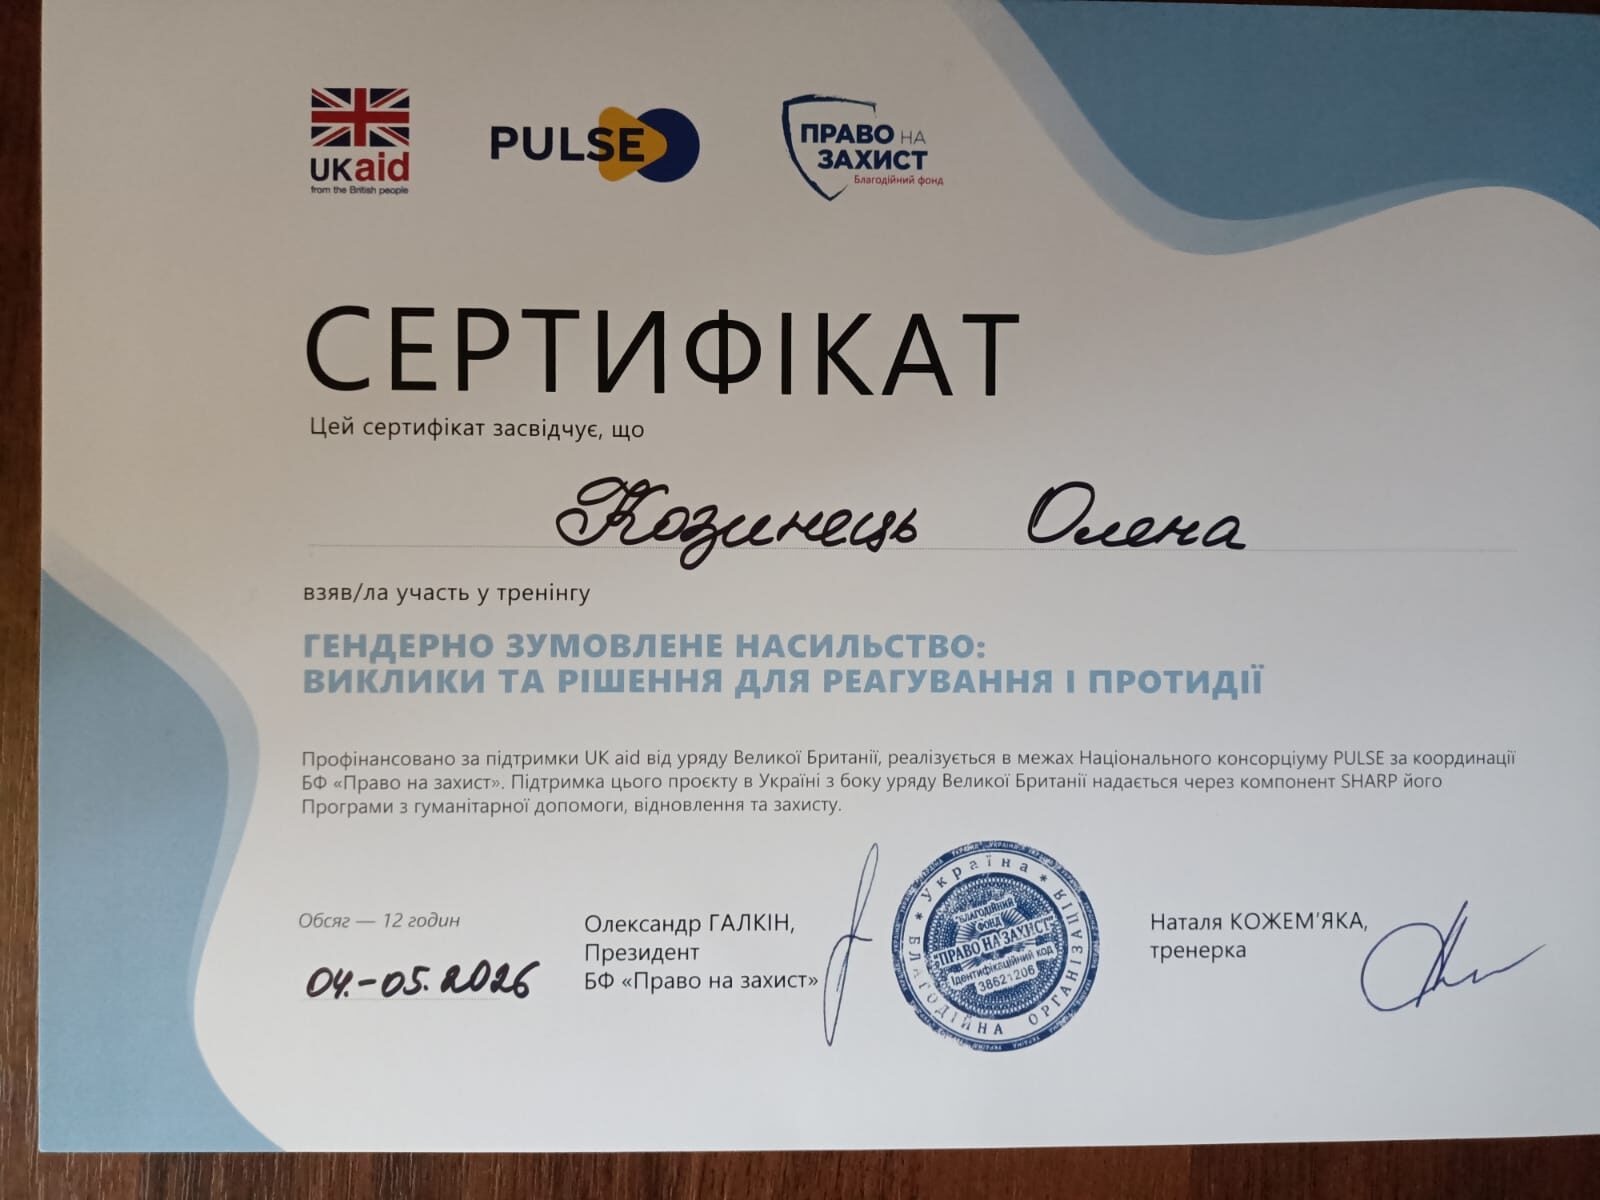 UKaid
from the British people
PULSE
ПРАВО НА
ЗАХИСТ
Благодійний фонд
СЕРТИФІКАТ
Цей сертифікат засвідчує, що
Козинець Олена
взяв/ла участь у тренінгу
ГЕНДЕРНО ЗУМОВЛЕНЕ НАСИЛЬСТВО:
ВИКЛИКИ ТА РІШЕННЯ ДЛЯ РЕАГУВАННЯ І ПРОТИДІЇ
Профінансовано за підтримки UK aid від уряду Великої Британії, реалізується в межах Національного консорціуму PULSE за координації
БФ «Право на захист». Підтримка цього проєкту в Україні з боку уряду Великої Британії надається через компонент SHARP його
Програми з гуманітарної допомоги, відновлення та захисту.
Обсяг — 12 годин
04.-05.2026
Олександр ГАЛКІН,
Президент
БФ «Право на захист»
Україна
БЛАГОДІЙНА ОРГАНІЗАЦІЯ
"БЛАГОДІЙНИЙ
ФОНД
"ПРАВО НА ЗАХИСТ"
Ідентифікаційний код
38621206
Наталя КОЖЕМ'ЯКА,
тренерка